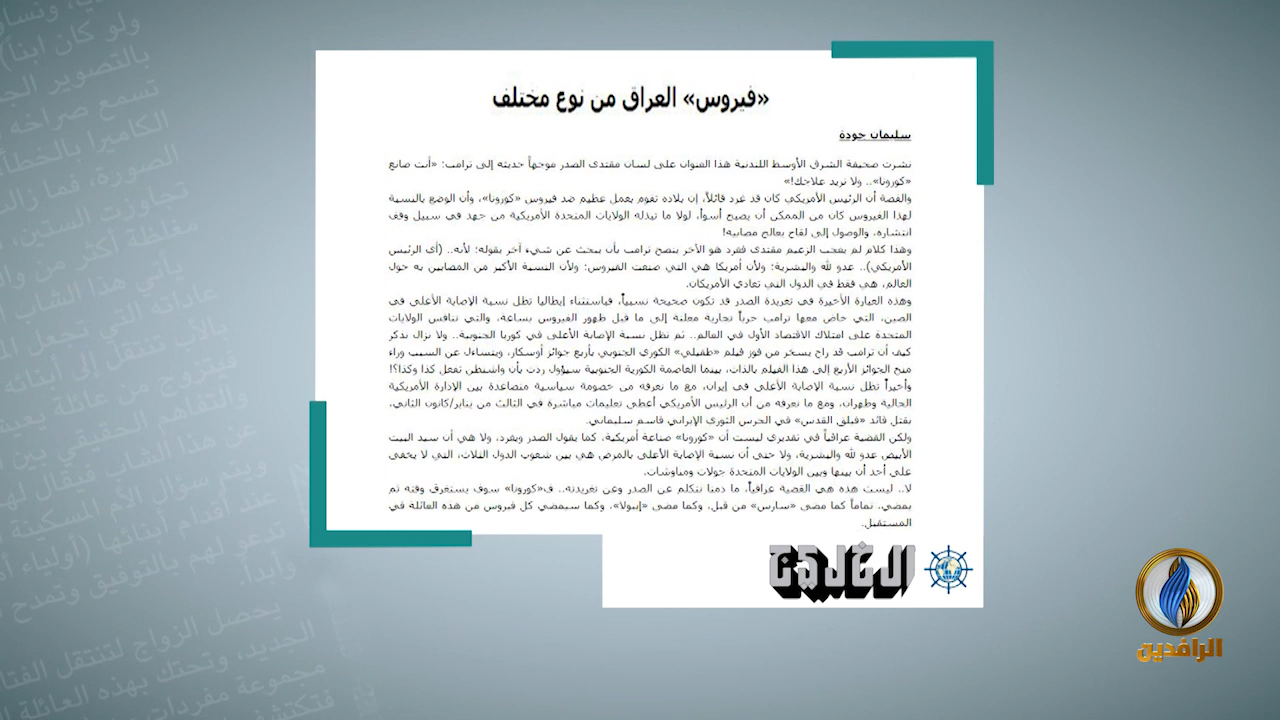 «فيروس» العراق من نوع مختلف
سليمان جودة
نشرت صحيفة الشرق الأوسط اللندنية هذا العنوان على لسان مقتدى الصدر موجهاً حديثه إلى ترامب: «أنت صانع
«كورونا».. ولا نريد علاجك!»
والقصة أن الرئيس الأمريكي كان قد غرد قائلاً، إن بلاده تقوم بعمل عظيم ضد فيروس «كورونا»، وأن الوضع بالنسبة
لهذا الفيروس كان من الممكن أن يصبح أسوأ، لولا ما تبذله الولايات المتحدة الأمريكية من جهد في سبيل وقف
انتشاره، والوصول إلى لقاح يعالج مصابيه!
وهذا كلام لم يعجب الزعيم مقتدى فغرد هو الآخر ينصح ترامب بأن يبحث عن شيء آخر يقوله؛ لأنه.. (أي الرئيس
الأمريكي).. عدو لله والبشرية؛ ولأن أمريكا هي التي صنعت الفيروس؛ ولأن النسبة الأكبر من المصابين به حول
العالم، هي فقط في الدول التي تعادي الأمريكان.
وهذه العبارة الأخيرة في تغريدة الصدر قد تكون صحيحة نسبياً، فباستثناء إيطاليا تظل نسبة الإصابة الأعلى في
الصين، التي خاض معها ترامب حرباً تجارية معلنة إلى ما قبل ظهور الفيروس بساعة، والتي تنافس الولايات
المتحدة على امتلاك الاقتصاد الأول في العالم.. ثم تظل نسبة الإصابة الأعلى في كوريا الجنوبية.. ولا نزال نذكر
كيف أن ترامب قد راح يسخر من فوز فيلم «طفيلي» الكوري الجنوبي بأربع جوائز أوسكار، ويتساءل عن السبب وراء
منح الجوائز الأربع إلى هذا الفيلم بالذات، بينما العاصمة الكورية الجنوبية سيؤول ردت بأن واشنطن تفعل كذا وكذا؟!
وأخيراً تظل نسبة الإصابة الأعلى في إيران، مع ما نعرفه من خصومة سياسية متصاعدة بين الإدارة الأمريكية
الحالية وطهران، ومع ما نعرفه من أن الرئيس الأمريكي أعطى تعليمات مباشرة في الثالث من يناير/كانون الثاني،
بقتل قائد «فيلق القدس» في الحرس الثوري الإيراني قاسم سليماني.
ولكن القضية عراقياً في تقديري ليست أن «كورونا» صناعة أمريكية، كما يقول الصدر ويغرد، ولا هي أن سيد البيت
الأبيض عدو لله والبشرية، ولا حتى أن نسبة الإصابة الأعلى بالمرض هي بين شعوب الدول الثلاث، التي لا يخفى
على أحد أن بينها وبين الولايات المتحدة جولات ومناوشات.
لا.. ليست هذه هي القضية عراقياً، ما دمنا نتكلم عن الصدر وعن تغريدته.. ف«كورونا» سوف يستغرق وقته ثم
يمضي، تماماً كما مضى «سارس» من قبل، وكما مضى «إيبولا»، وكما سيمضي كل فيروس من هذه العائلة في
المستقبل.
الخليج
الرافدين